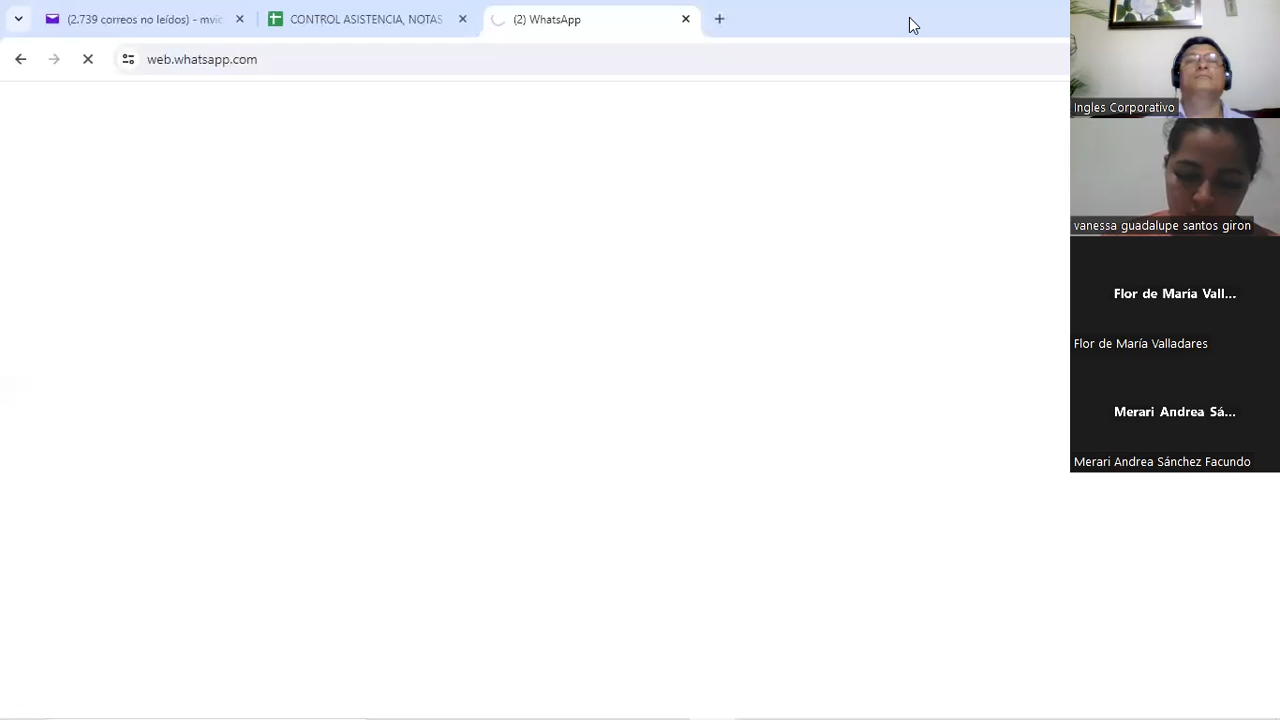 (2.739 correos no leídos) - mvic
CONTROL ASISTENCIA, NOTAS
(2) WhatsApp
web.whatsapp.com
Ingles Corporativo
vanessa guadalupe santos giron
Flor de María Vall...
Flor de María Valladares
Merari Andrea Sá...
Merari Andrea Sánchez Facundo